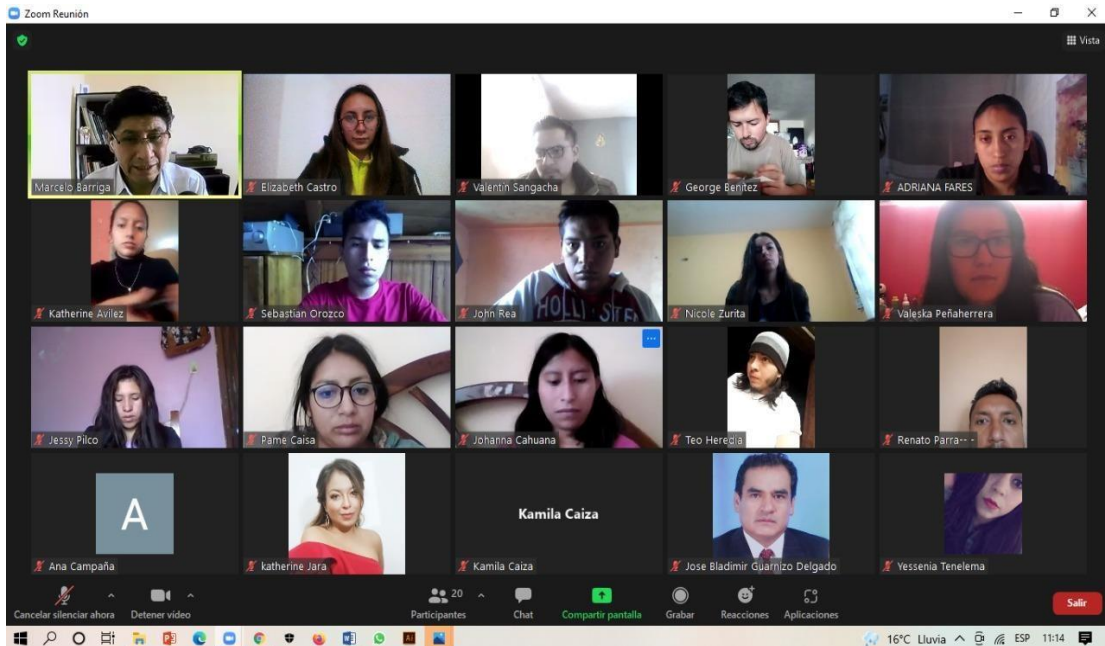 Zoom Reunión
Vista
Marcelo Barriga
Elizabeth Castro
Valentin Sangacha
George Benitez
ADRIANA FARES
Katherine Avilez
Sebastian Orozco
John Rea
HOLLISTER
Nicole Zurita
Valeska Peñaherrera
Jessy Pilco
Pame Caisa
Johanna Cahuana
Teo Heredia
Renato Parra-- -
A
Ana Campaña
katherine Jara
Kamila Caiza
Kamila Caiza
Jose Bladimir Guarnizo Delgado
Yessenia Tenelema
Cancelar silenciar ahora
Detener video
Participantes
20
Chat
Compartir pantalla
Grabar
Reacciones
Aplicaciones
Salir
16°C Lluvia
ESP
11:14